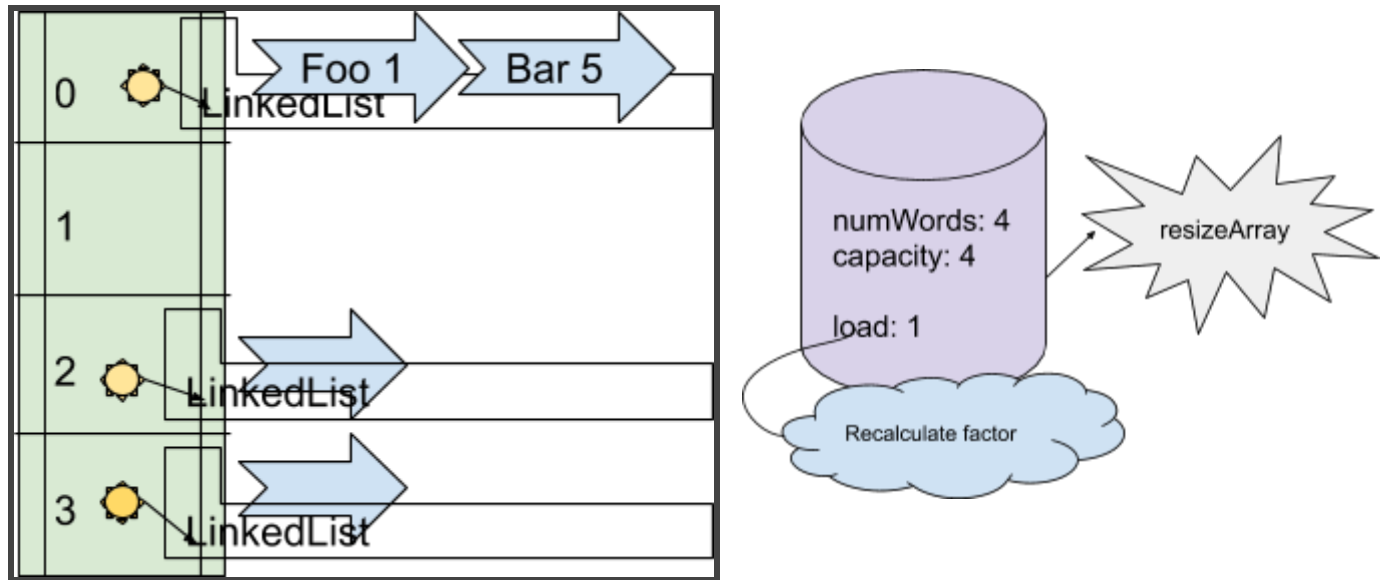 0
Foo 1
Bar 5
LinkedList
1
2
LinkedList
3
LinkedList
numWords: 4
capacity: 4
load: 1
resizeArray
Recalculate factor